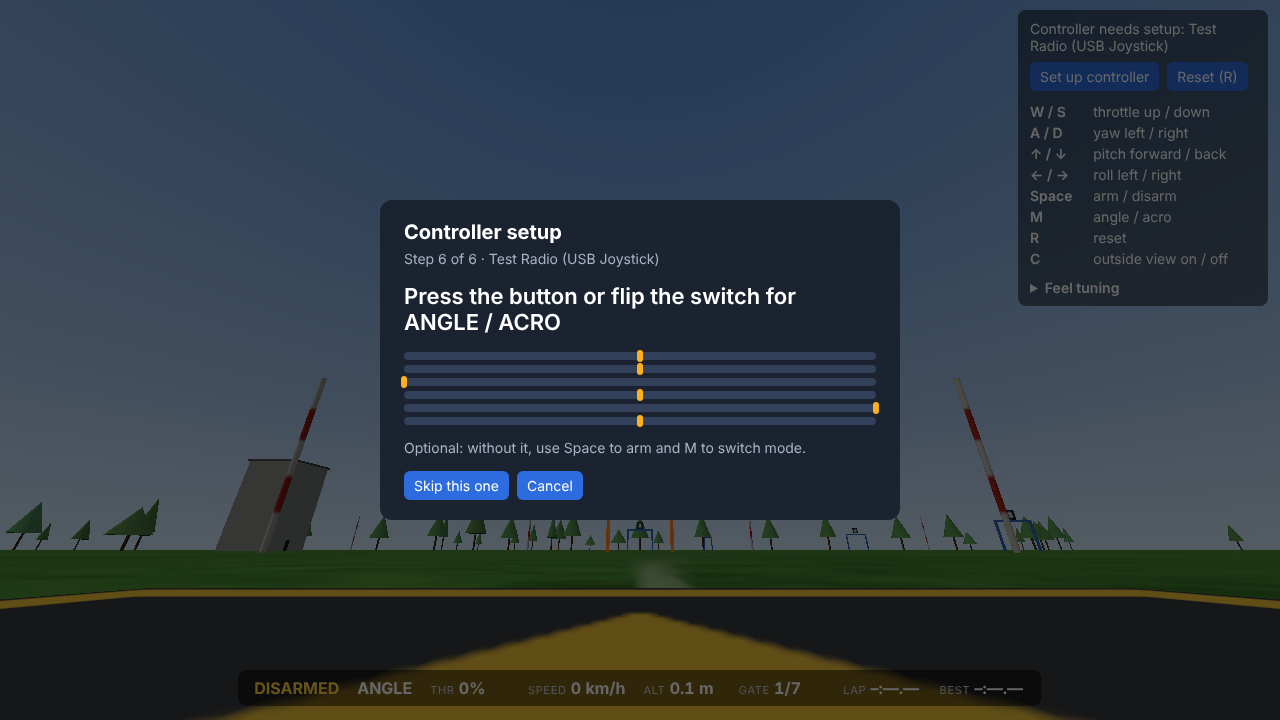 Controller needs setup: Test
Radio (USB Joystick)
Set up controller Reset (R)
W / S throttle up / down
A / D yaw left / right
↑ / ↓ pitch forward / back
← / → roll left / right
Space arm / disarm
M angle / acro
R reset
C outside view on / off
▶ Feel tuning
Controller setup
Step 6 of 6 · Test Radio (USB Joystick)
Press the button or flip the switch for
ANGLE / ACRO
Optional: without it, use Space to arm and M to switch mode.
Skip this one Cancel
DISARMED ANGLE THR 0% SPEED 0 km/h ALT 0.1 m GATE 1/7 LAP –:––.–– BEST –:––.––